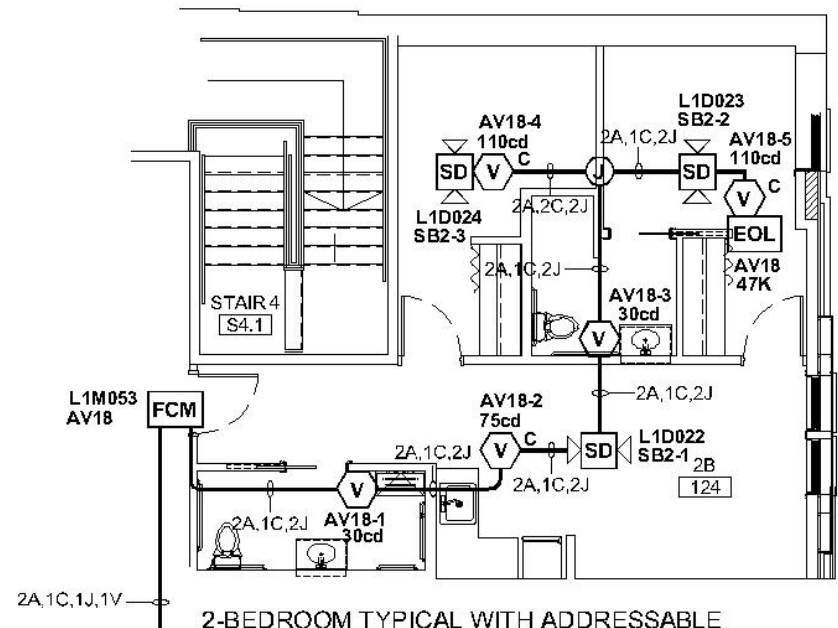 L1D023
SB2-2
AV18-4
110cd
2A,1C,2J
AV18-5
110cd
C
SD
V
J
SD
C
V
L1D024
SB2-3
2A,2C,2J
EOL
AV18
47K
2A,1C,2J
STAIR 4
S4.1
AV18-3
30cd
V
L1M053
AV18
FCM
AV18-2
75cd
2A,1C,2J
2A,1C,2J
V
C
SD
L1D022
SB2-1
2B
124
2A,1C,2J
V
2A,1C,2J
AV18-1
30cd
2A,1C,1J,1V
2-BEDROOM TYPICAL WITH ADDRESSABLE